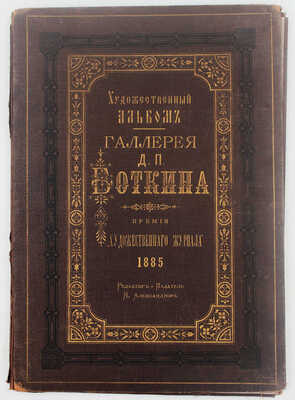 Художественный
альбомъ
Галлерея
Д. П.
Боткина
Премія
"Художественнаго журнала"
1885
Редакторъ и Издатель
Н. Александровъ